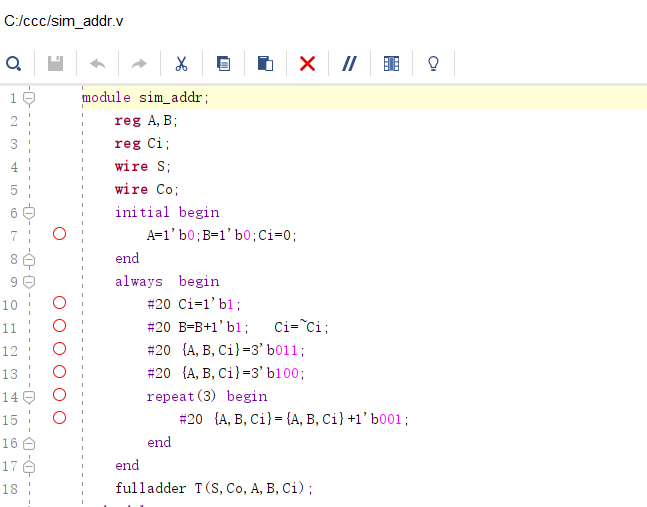 C:/ccc/sim_addr.v
1 module sim_addr;
2 reg A,B;
3 reg Ci;
4 wire S;
5 wire Co;
6 initial begin
7 A=1'b0;B=1'b0;Ci=0;
8 end
9 always  begin
10 #20 Ci=1'b1;
11 #20 B=B+1'b1;   Ci=~Ci;
12 #20 {A,B,Ci}=3'b011;
13 #20 {A,B,Ci}=3'b100;
14 repeat(3) begin
15 #20 {A,B,Ci}={A,B,Ci}+1'b001;
16 end
17 end
18 fulladder T(S,Co,A,B,Ci);